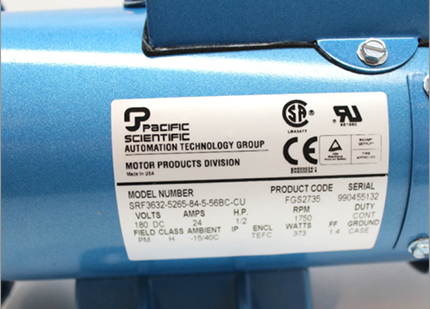 PACIFIC
SCIENTIFIC
AUTOMATION TECHNOLOGY GROUP
MOTOR PRODUCTS DIVISION
Made in USA
MODEL NUMBER PRODUCT CODE SERIAL
SRF3632-5265-84-5-56BC-CU FGS2735 990455132
VOLTS AMPS H.P. RPM DUTY
180 DC 24 1/2 1750 CONT
FIELD CLASS AMBIENT IP ENCL WATTS FF GROUND
PM H -15/40C TEFC 373 1.4 CASE
SA
CE